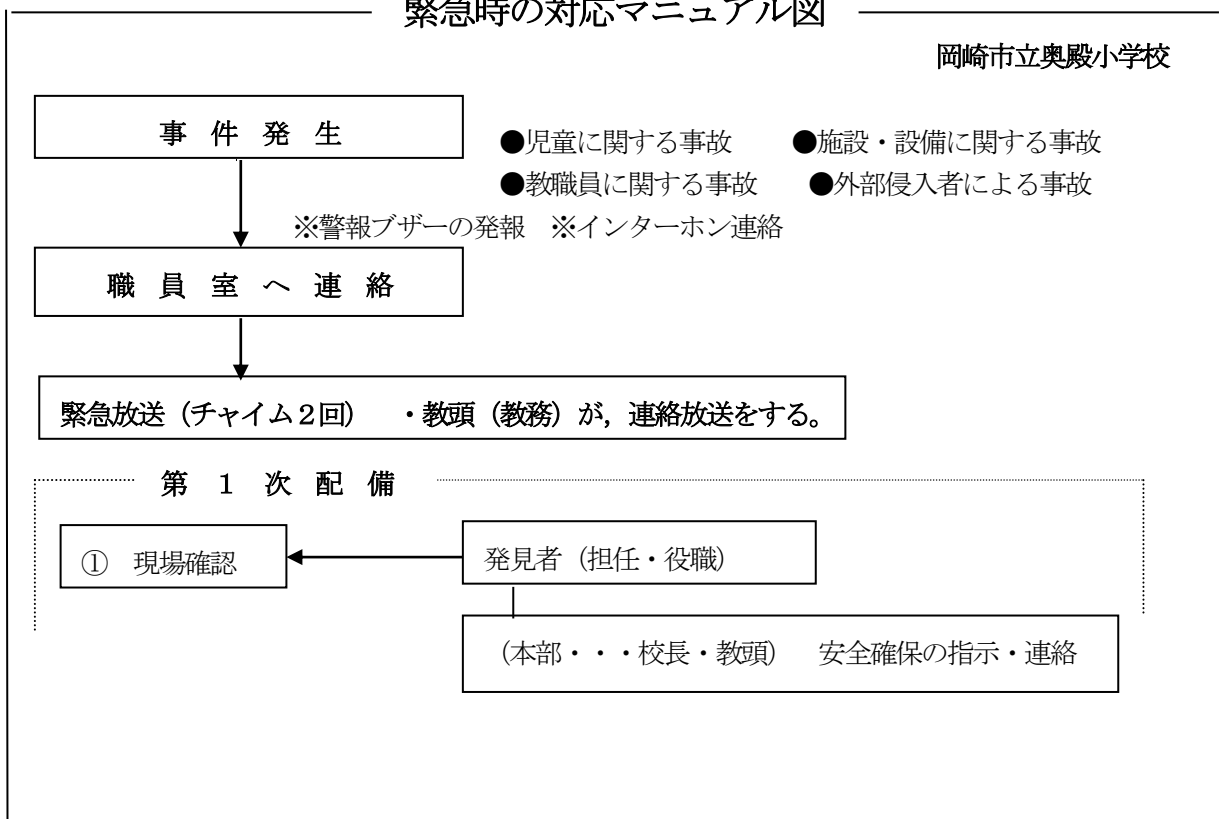 緊急時の対応マニュアル図
岡崎市立奥殿小学校
事 件 発 生
●児童に関する事故 ●施設・設備に関する事故
●教職員に関する事故 ●外部侵入者による事故
※警報ブザーの発報 ※インターホン連絡
職 員 室 へ 連 絡
緊急放送（チャイム２回） ・教頭（教務）が，連絡放送をする。
第 １ 次 配 備
① 現場確認
発見者（担任・役職）
（本部・・・校長・教頭） 安全確保の指示・連絡